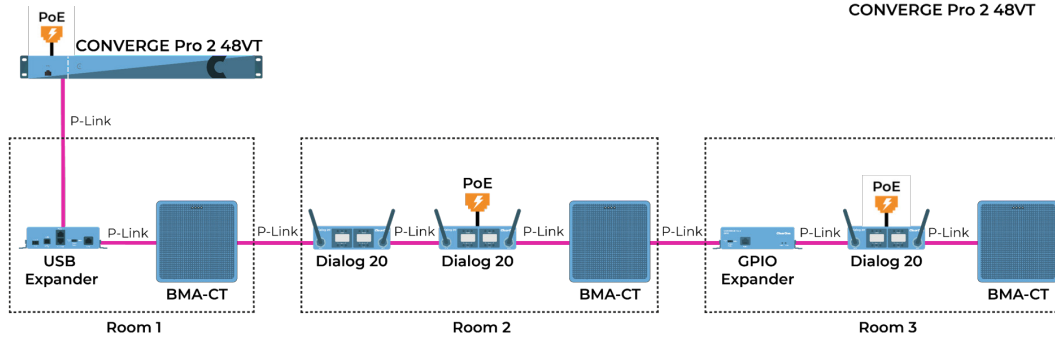 PoE
CONVERGE Pro 2 48VT
CONVERGE Pro 2 48VT
P-Link
P-Link
USB
Expander
BMA-CT
P-Link
Room 1
Dialog 20
P-Link
PoE
Dialog 20
P-Link
BMA-CT
P-Link
Room 2
GPIO
Expander
P-Link
PoE
Dialog 20
P-Link
BMA-CT
Room 3